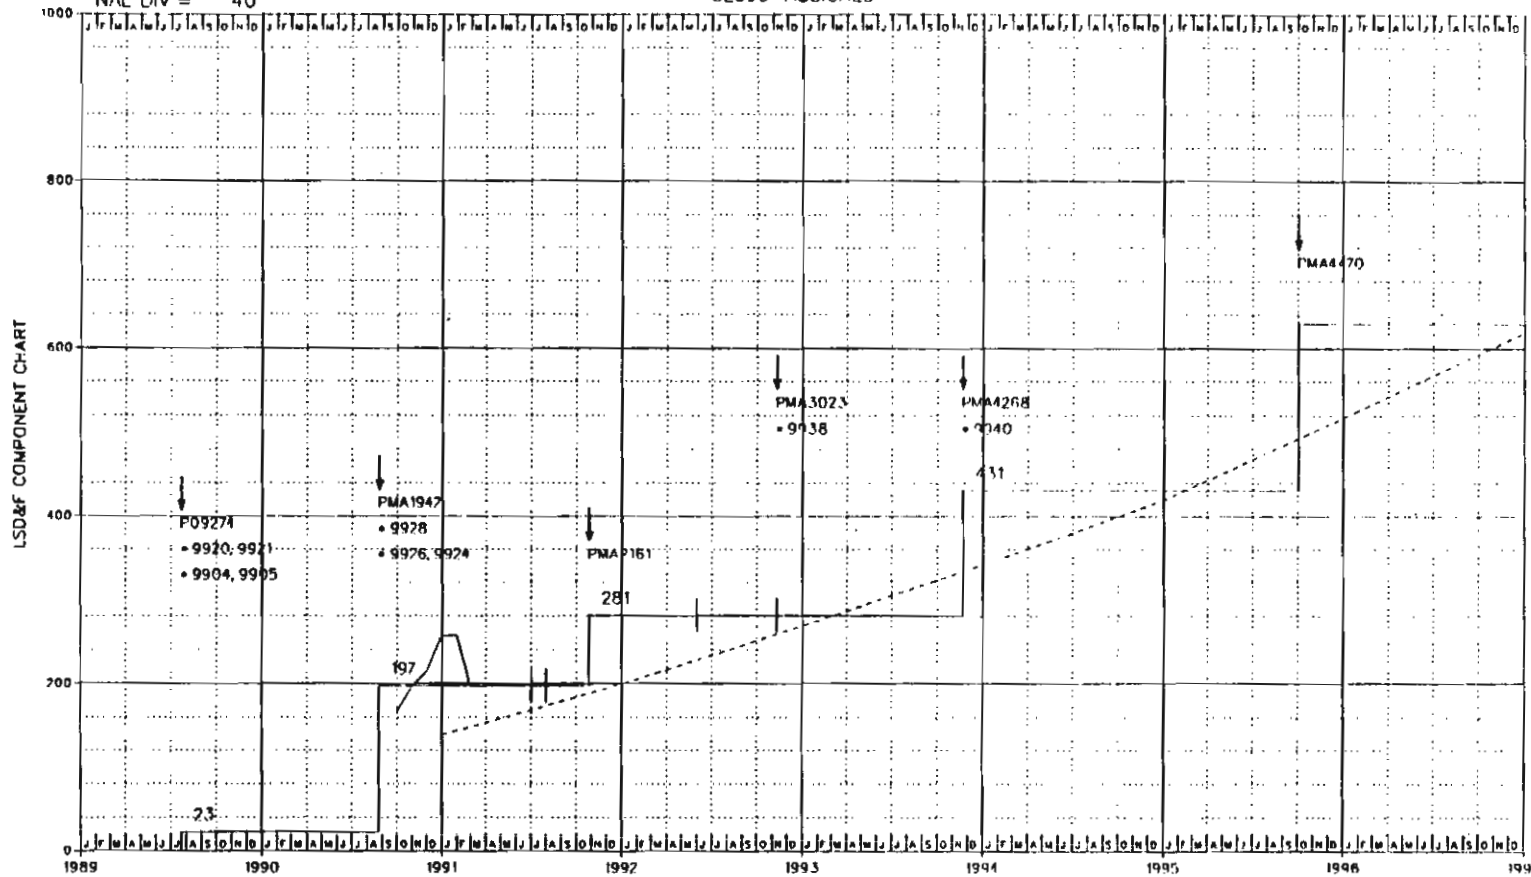 NAL DIV = 40
1000
J F M A M J J A S O N D J F M A M J J A S O N D J F M A M J J A S O N D J F M A M J J A S O N D J F M A M J J A S O N D J F M A M J J A S O N D J F M A M J J A S O N D J F M A M J J A S O N D
800
PMA4470
600
LSD&F COMPONENT CHART
PMA3023
• 9938
PMA4268
• 9940
431
PMA1947
• 9928
• 9926, 9924
400
P09274
• 9920, 9921
• 9904, 9905
PMA2161
281
197
200
23
0
J F M A M J J A S O N D J F M A M J J A S O N D J F M A M J J A S O N D J F M A M J J A S O N D J F M A M J J A S O N D J F M A M J J A S O N D J F M A M J J A S O N D J F M A M J J A S O N D
1989 1990 1991 1992 1993 1994 1995 1996 199